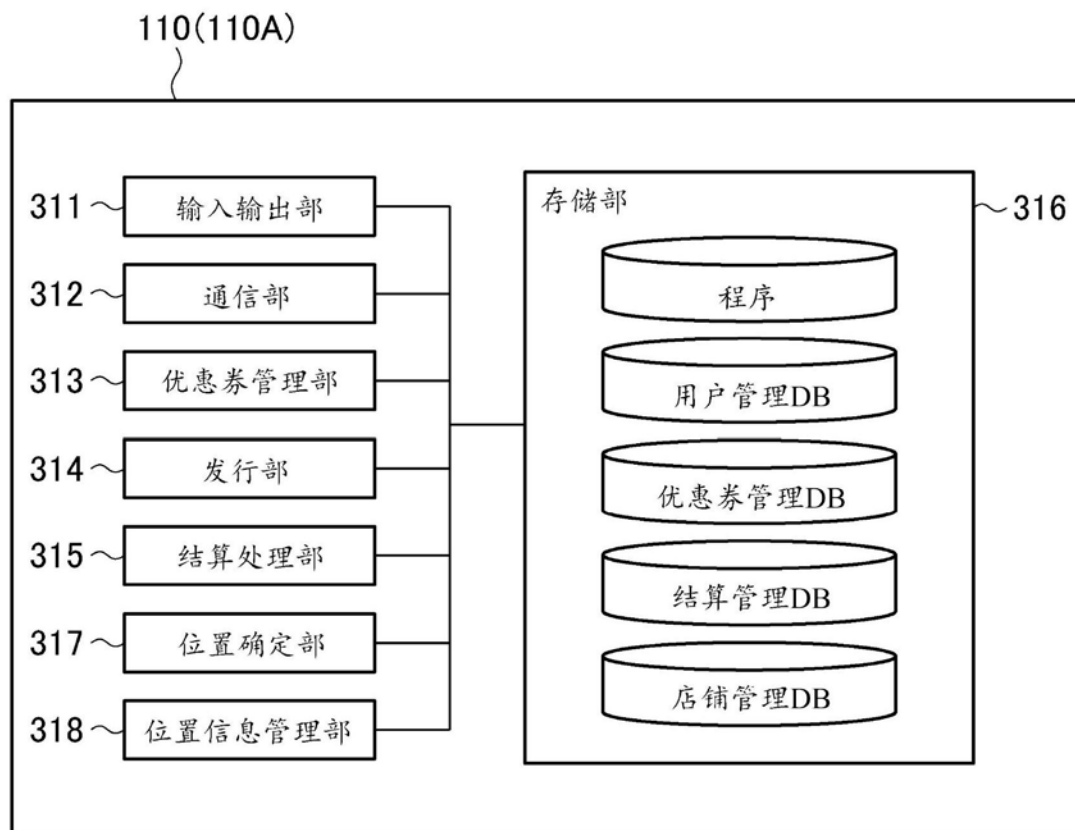 110(110A)
311 输入输出部
312 通信部
313 优惠券管理部
314 发行部
315 结算处理部
317 位置确定部
318 位置信息管理部
存储部
316
程序
用户管理DB
优惠券管理DB
结算管理DB
店铺管理DB